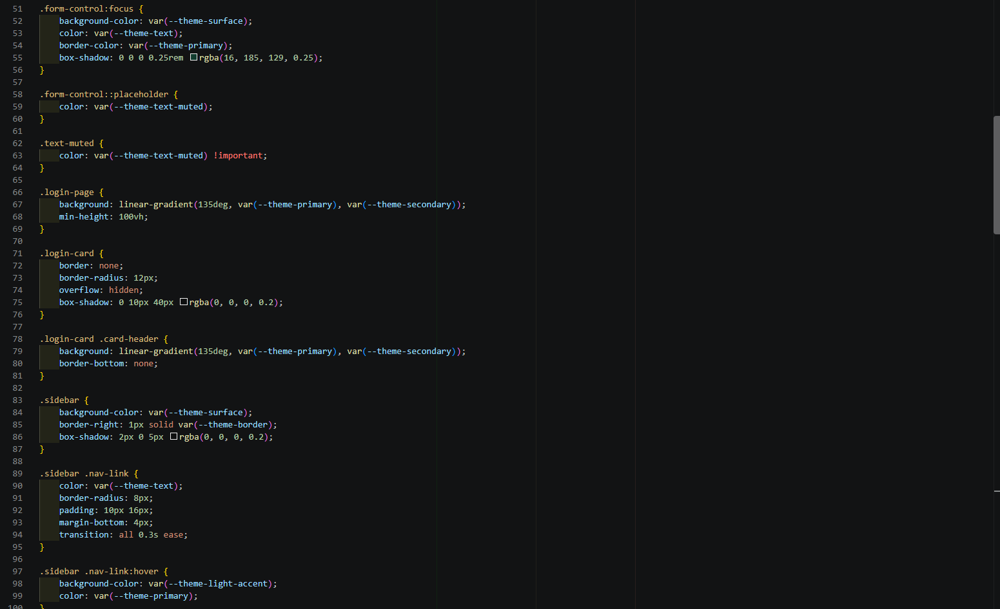 51 .form-control:focus {
52 background-color: var(--theme-surface);
53 color: var(--theme-text);
54 border-color: var(--theme-primary);
55 box-shadow: 0 0 0 0.25rem rgba(16, 185, 129, 0.25);
56 }
57
58 .form-control::placeholder {
59 color: var(--theme-text-muted);
60 }
61
62 .text-muted {
63 color: var(--theme-text-muted) !important;
64 }
65
66 .login-page {
67 background: linear-gradient(135deg, var(--theme-primary), var(--theme-secondary));
68 min-height: 100vh;
69 }
70
71 .login-card {
72 border: none;
73 border-radius: 12px;
74 overflow: hidden;
75 box-shadow: 0 10px 40px rgba(0, 0, 0, 0.2);
76 }
77
78 .login-card .card-header {
79 background: linear-gradient(135deg, var(--theme-primary), var(--theme-secondary));
80 border-bottom: none;
81 }
82
83 .sidebar {
84 background-color: var(--theme-surface);
85 border-right: 1px solid var(--theme-border);
86 box-shadow: 2px 0 5px rgba(0, 0, 0, 0.2);
87 }
88
89 .sidebar .nav-link {
90 color: var(--theme-text);
91 border-radius: 8px;
92 padding: 10px 16px;
93 margin-bottom: 4px;
94 transition: all 0.3s ease;
95 }
96
97 .sidebar .nav-link:hover {
98 background-color: var(--theme-light-accent);
99 color: var(--theme-primary);
100 }